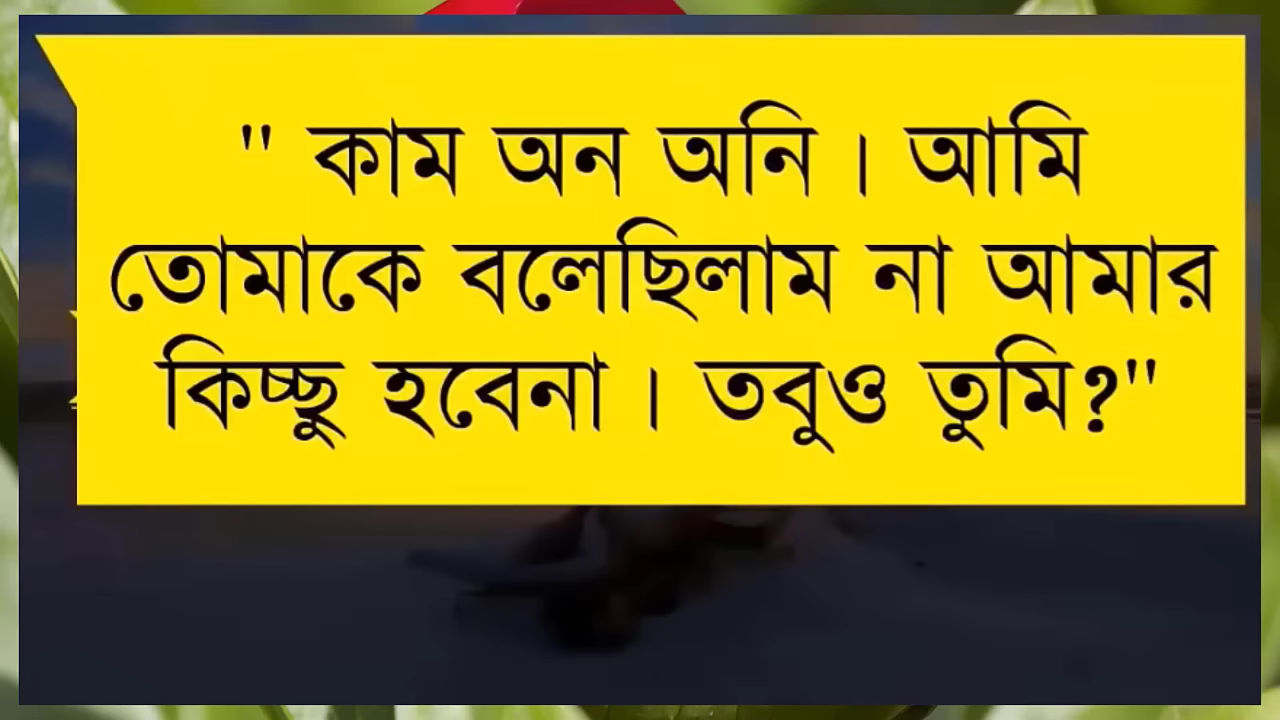 " কাম অন অনি । আমি
তোমাকে বলেছিলাম না আমার
কিচ্ছু হবেনা । তবুও তুমি?"